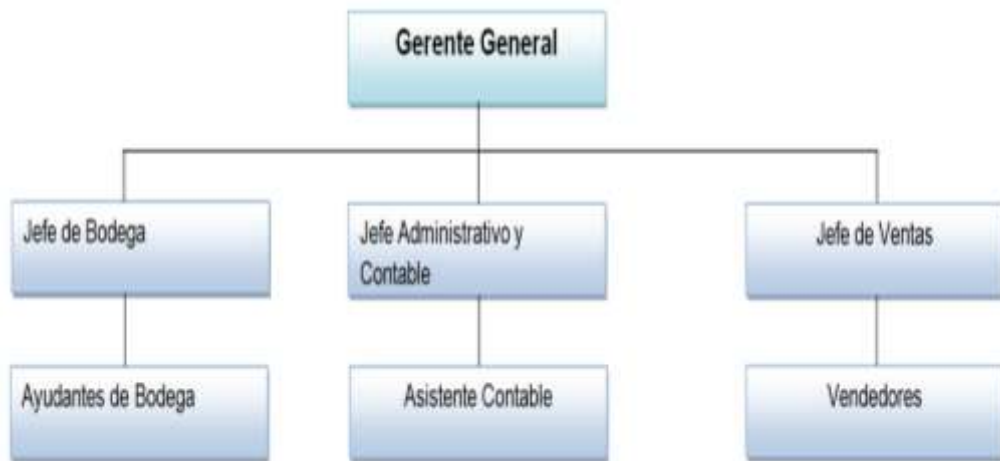 Gerente General
Jefe de Bodega
Jefe Administrativo y
Contable
Jefe de Ventas
Ayudantes de Bodega
Asistente Contable
Vendedores